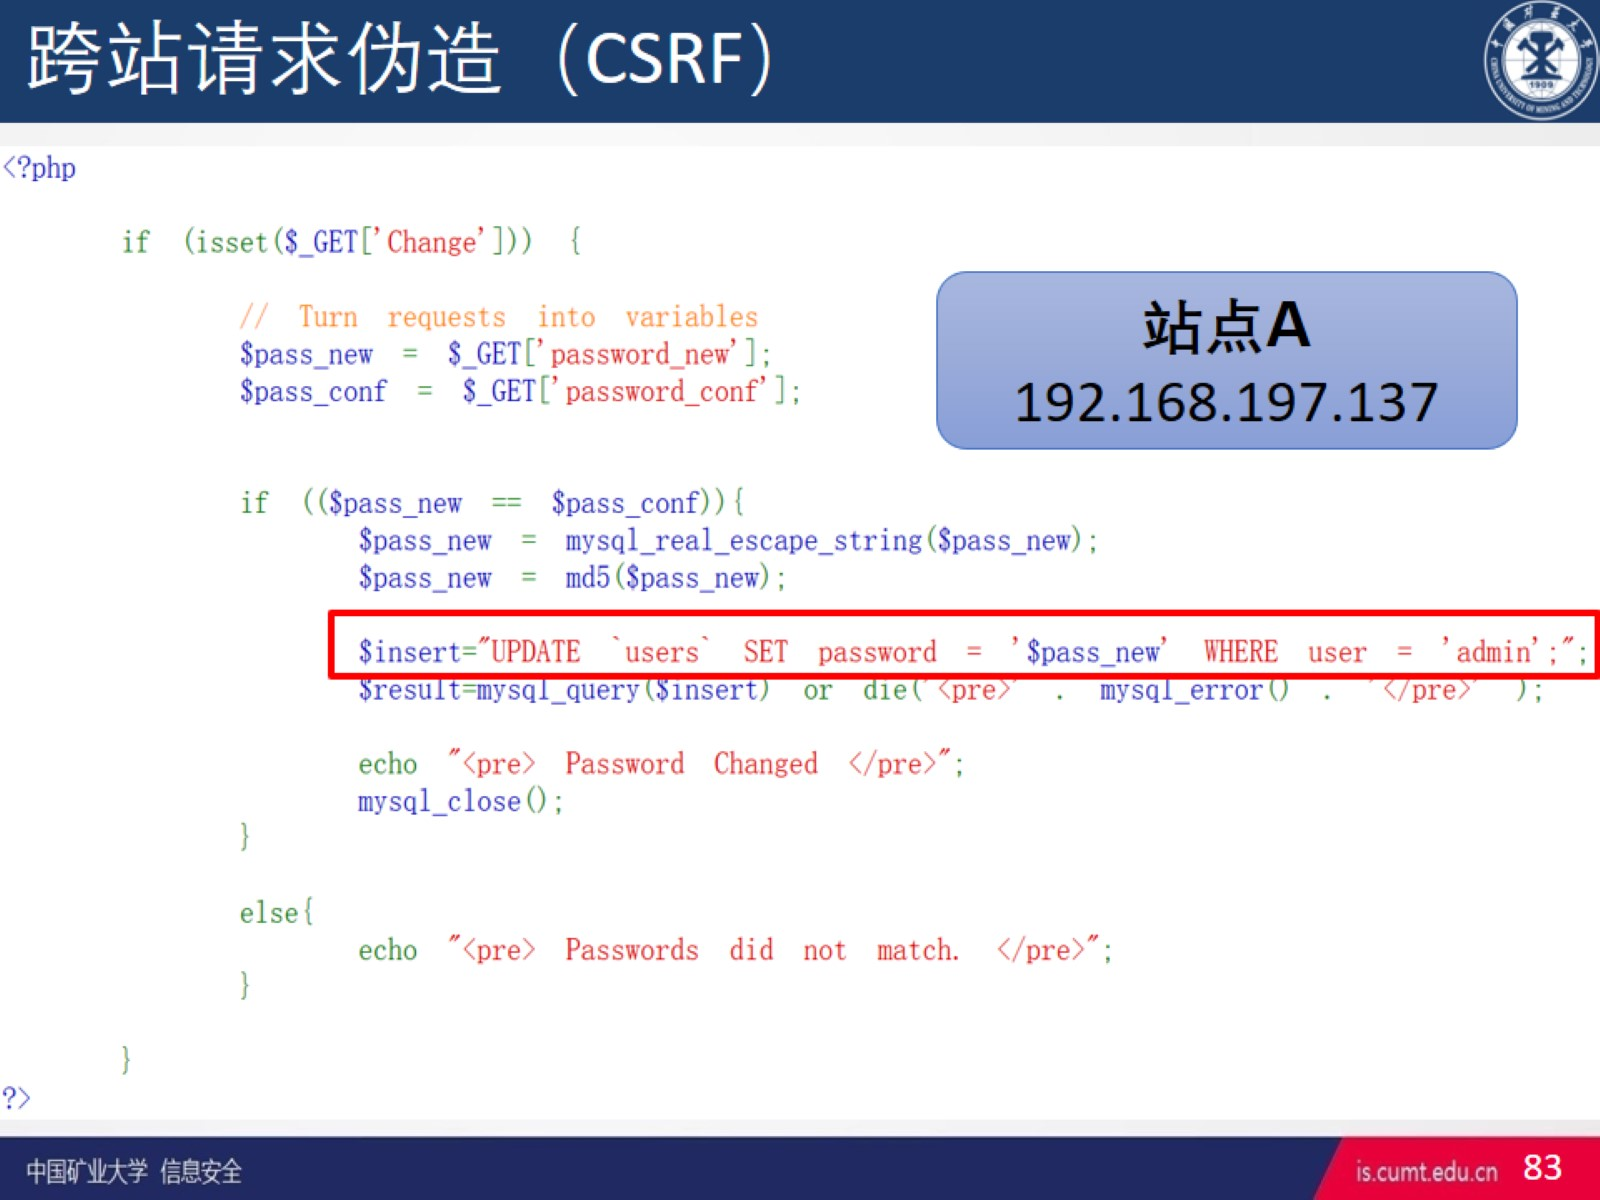 跨站请求伪造（CSRF）
<?php
if (isset($_GET['Change'])) {
// Turn requests into variables
$pass_new = $_GET['password_new'];
$pass_conf = $_GET['password_conf'];
站点A
192.168.197.137
if (($pass_new == $pass_conf)){
$pass_new = mysql_real_escape_string($pass_new);
$pass_new = md5($pass_new);
$insert="UPDATE `users` SET password = '$pass_new' WHERE user = 'admin';";
$result=mysql_query($insert) or die('<pre>' . mysql_error() . '</pre>' );
echo "<pre> Password Changed </pre>";
mysql_close();
}
else{
echo "<pre> Passwords did not match. </pre>";
}
}
?>
中国矿业大学 信息安全
is.cumt.edu.cn 83
1909